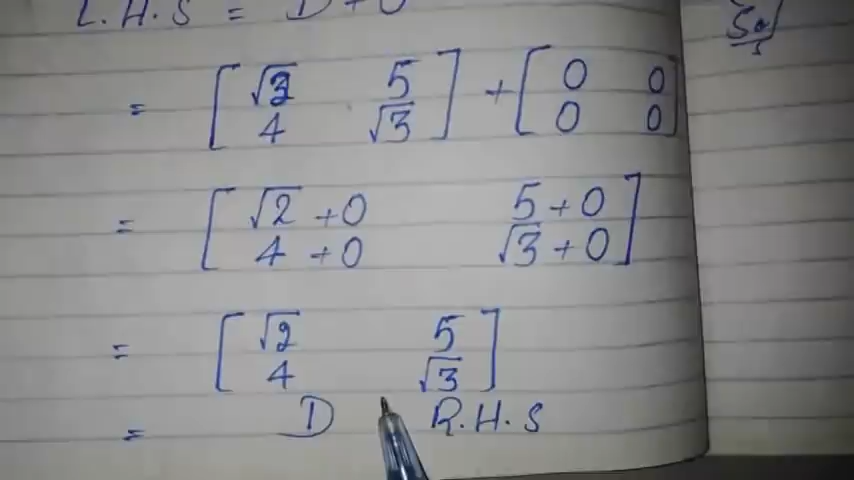 L.H.S = D+O
= [ √2 5 ] + [ 0 0 ]
[ 4 √3 ] [ 0 0 ]
= [ √2 +0 5+0 ]
[ 4 +0 √3+0 ]
= [ √2 5 ]
[ 4 √3 ]
= D R.H.S